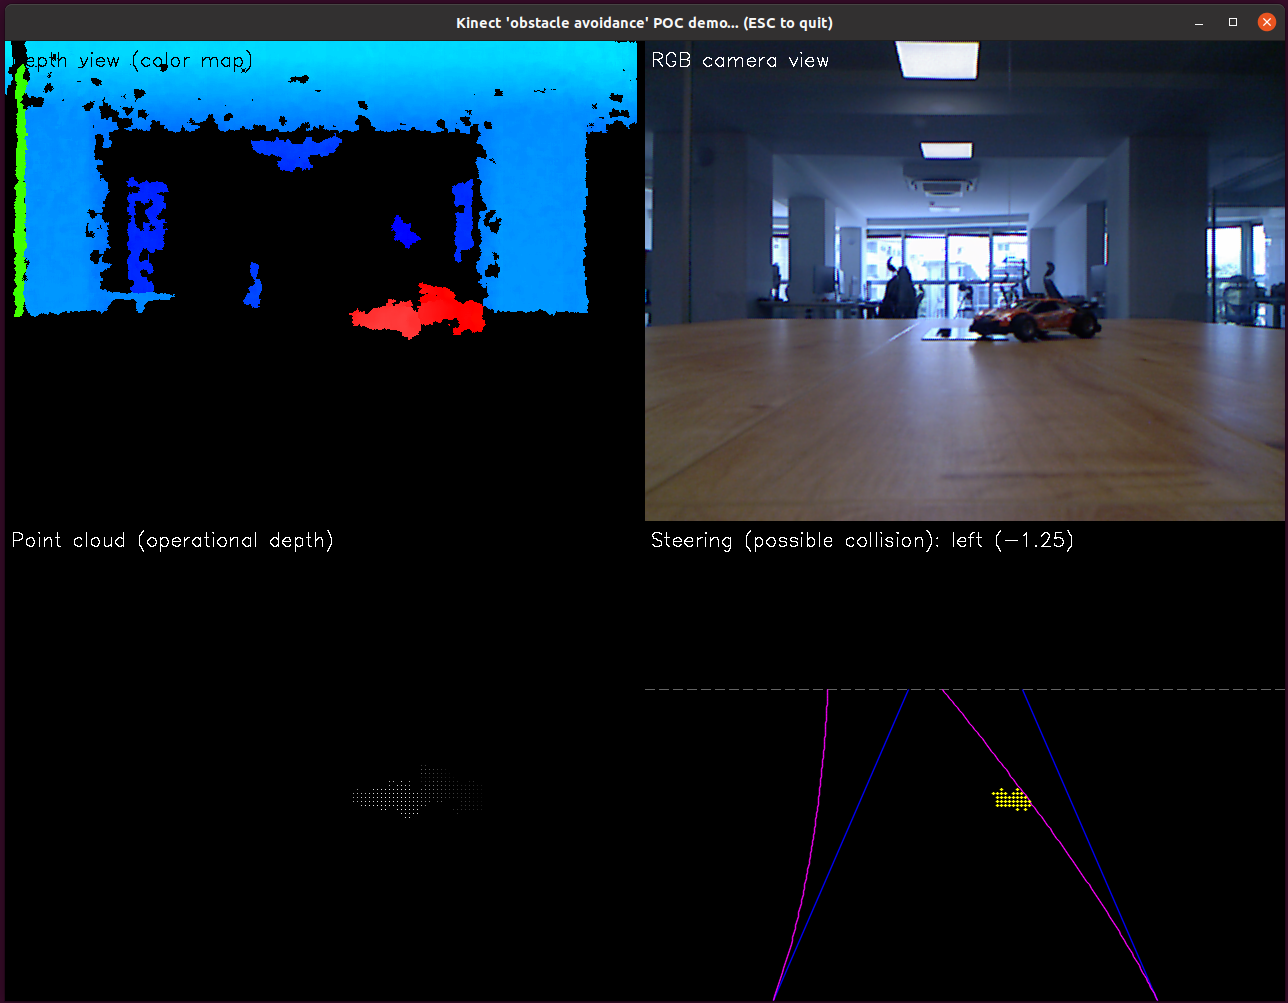 Kinect 'obstacle avoidance' POC demo... (ESC to quit)
Depth view (color map)
RGB camera view
Point cloud (operational depth)
Steering (possible collision): left (-1.25)